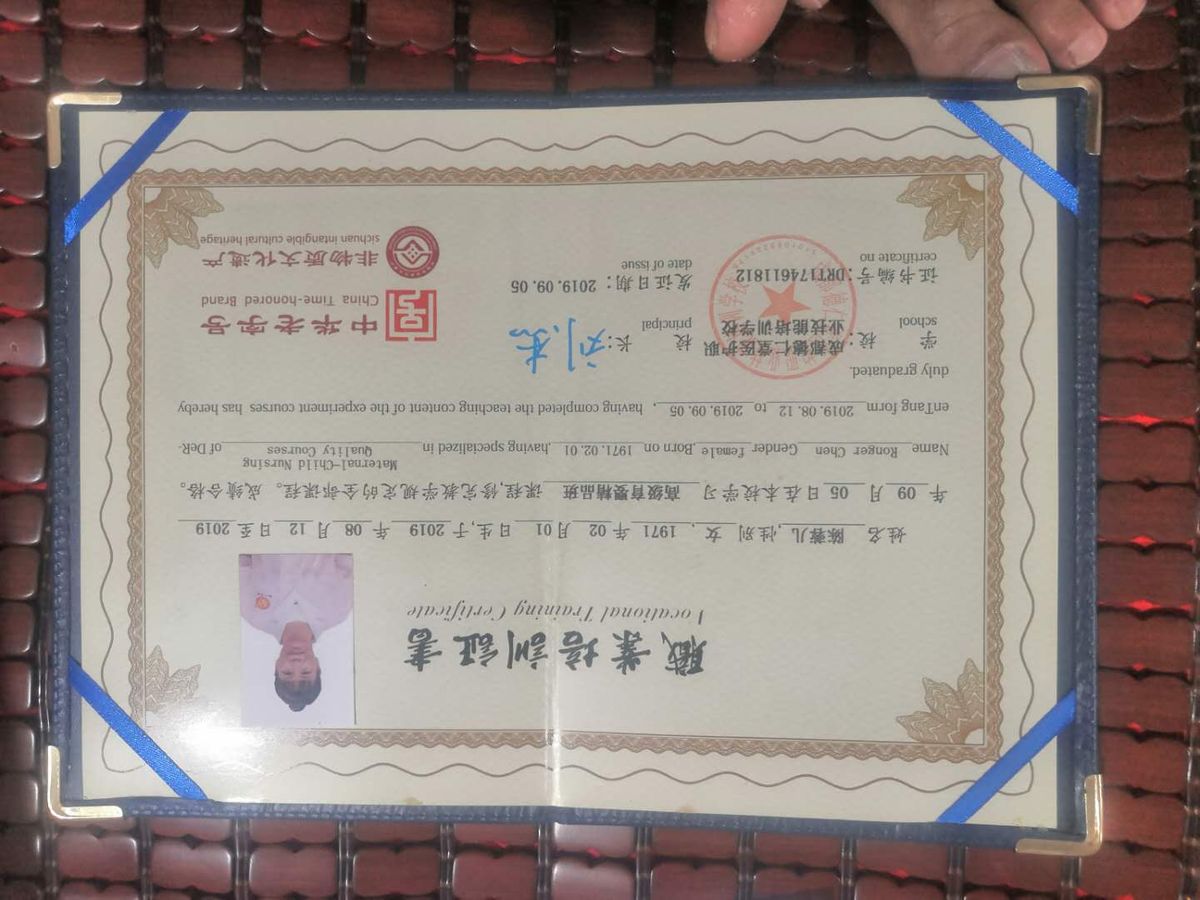 職業培訓証書
Vocational Training Certificate
姓名 陈蓉儿 ,性别 女 、 1971 年 02 月 01 日生,于 2019 年 08 月 12 日至 2019
年 09 月 05 日在本校学习 高级育婴精品班 课程,修完教学规定的全部课程。成绩合格。
Name Ronger Chen Gender female ,Born on 1971.02.01 ,having specialized in Maternal-Child Nursing Quality Courses of DeR-
enTang form 2019.08.12 to 2019.09.05 , having completed the teaching content of the experiment courses has hereby
duly graduated.
学 校:成都德仁堂医护职业技能培训学校
school
校 长:
principal
中华老字号
China Time-honored Brand
证书编号:DRT174611812
certificate no
发证日期: 2019.09.05
date of issue
非物质文化遗产
sichuan intangible cultural heritage